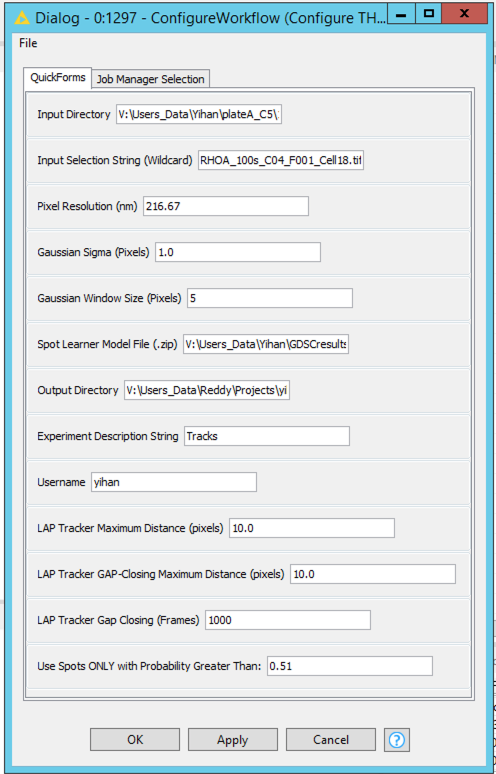 Dialog - 0:1297 - ConfigureWorkflow (Configure TH...
File
QuickForms Job Manager Selection
Input Directory V:\Users_Data\Yihan\plateA_C5\
Input Selection String (Wildcard) RHOA_100s_C04_F001_Cell18.tif
Pixel Resolution (nm) 216.67
Gaussian Sigma (Pixels) 1.0
Gaussian Window Size (Pixels) 5
Spot Learner Model File (.zip) V:\Users_Data\Yihan\GDSCresults
Output Directory V:\Users_Data\Reddy\Projects\yi
Experiment Description String Tracks
Username yihan
LAP Tracker Maximum Distance (pixels) 10.0
LAP Tracker GAP-Closing Maximum Distance (pixels) 10.0
LAP Tracker Gap Closing (Frames) 1000
Use Spots ONLY with Probability Greater Than: 0.51
OK Apply Cancel ?